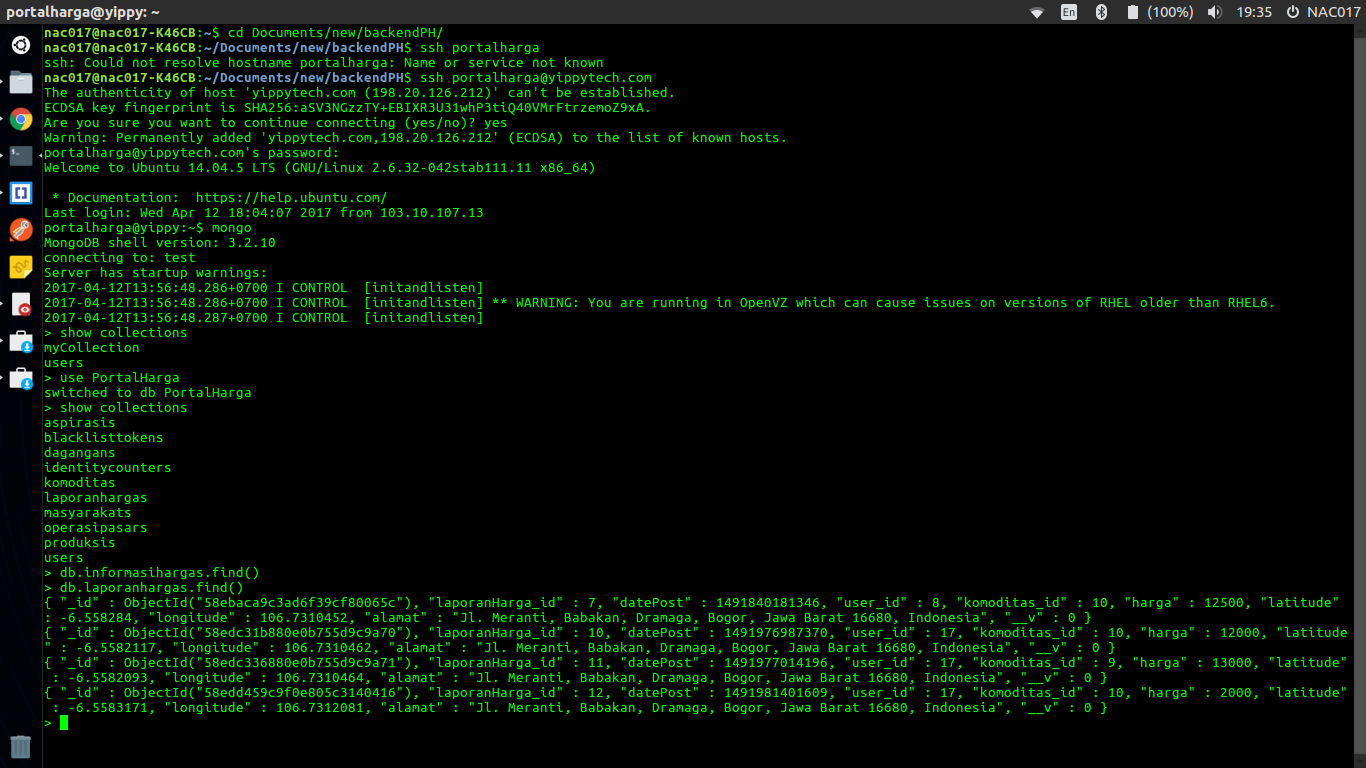 portalharga@yippy: ~
En (100%) 19:35 NAC017
nac017@nac017-K46CB:~$ cd Documents/new/backendPH/
nac017@nac017-K46CB:~/Documents/new/backendPH$ ssh portalharga
ssh: Could not resolve hostname portalharga: Name or service not known
nac017@nac017-K46CB:~/Documents/new/backendPH$ ssh portalharga@yippytech.com
The authenticity of host 'yippytech.com (198.20.126.212)' can't be established.
ECDSA key fingerprint is SHA256:aSV3NGzzTY+EBIXR3U31whP3tiQ40VMrFtrzemoZ9xA.
Are you sure you want to continue connecting (yes/no)? yes
Warning: Permanently added 'yippytech.com,198.20.126.212' (ECDSA) to the list of known hosts.
portalharga@yippytech.com's password:
Welcome to Ubuntu 14.04.5 LTS (GNU/Linux 2.6.32-042stab111.11 x86_64)
* Documentation:  https://help.ubuntu.com/
Last login: Wed Apr 12 18:04:07 2017 from 103.10.107.13
portalharga@yippy:~$ mongo
MongoDB shell version: 3.2.10
connecting to: test
Server has startup warnings:
2017-04-12T13:56:48.286+0700 I CONTROL  [initandlisten]
2017-04-12T13:56:48.286+0700 I CONTROL  [initandlisten] ** WARNING: You are running in OpenVZ which can cause issues on versions of RHEL older than RHEL6.
2017-04-12T13:56:48.287+0700 I CONTROL  [initandlisten]
> show collections
myCollection
users
> use PortalHarga
switched to db PortalHarga
> show collections
aspirasis
blacklisttokens
dagangans
identitycounters
komoditas
laporanhargas
masyarakats
operasipasars
produksis
users
> db.informasihargas.find()
> db.laporanhargas.find()
{ "_id" : ObjectId("58ebaca9c3ad6f39cf80065c"), "laporanHarga_id" : 7, "datePost" : 1491840181346, "user_id" : 8, "komoditas_id" : 10, "harga" : 12500, "latitude"
: -6.558284, "longitude" : 106.7310452, "alamat" : "Jl. Meranti, Babakan, Dramaga, Bogor, Jawa Barat 16680, Indonesia", "__v" : 0 }
{ "_id" : ObjectId("58edc31b880e0b755d9c9a70"), "laporanHarga_id" : 10, "datePost" : 1491976987370, "user_id" : 17, "komoditas_id" : 10, "harga" : 12000, "latitude
" : -6.5582117, "longitude" : 106.7310462, "alamat" : "Jl. Meranti, Babakan, Dramaga, Bogor, Jawa Barat 16680, Indonesia", "__v" : 0 }
{ "_id" : ObjectId("58edc336880e0b755d9c9a71"), "laporanHarga_id" : 11, "datePost" : 1491977014196, "user_id" : 17, "komoditas_id" : 9, "harga" : 13000, "latitude"
: -6.5582093, "longitude" : 106.7310464, "alamat" : "Jl. Meranti, Babakan, Dramaga, Bogor, Jawa Barat 16680, Indonesia", "__v" : 0 }
{ "_id" : ObjectId("58edd459c9f0e805c3140416"), "laporanHarga_id" : 12, "datePost" : 1491981401609, "user_id" : 17, "komoditas_id" : 10, "harga" : 2000, "latitude"
: -6.5583171, "longitude" : 106.7312081, "alamat" : "Jl. Meranti, Babakan, Dramaga, Bogor, Jawa Barat 16680, Indonesia", "__v" : 0 }
>